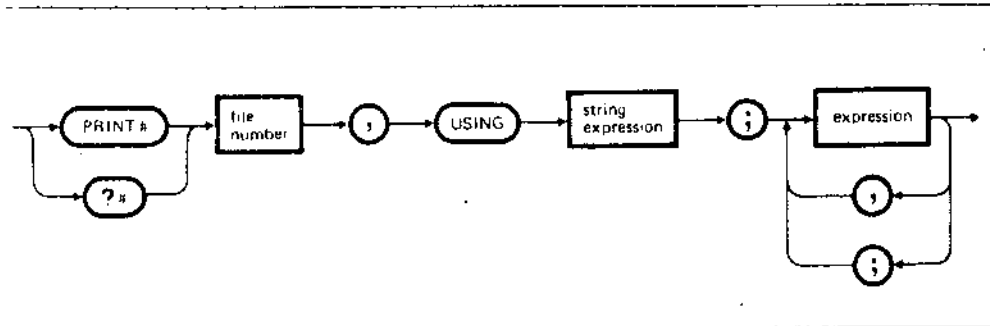 PRINT#
file
number
,
USING
string
expression
;
expression
?#
,
;